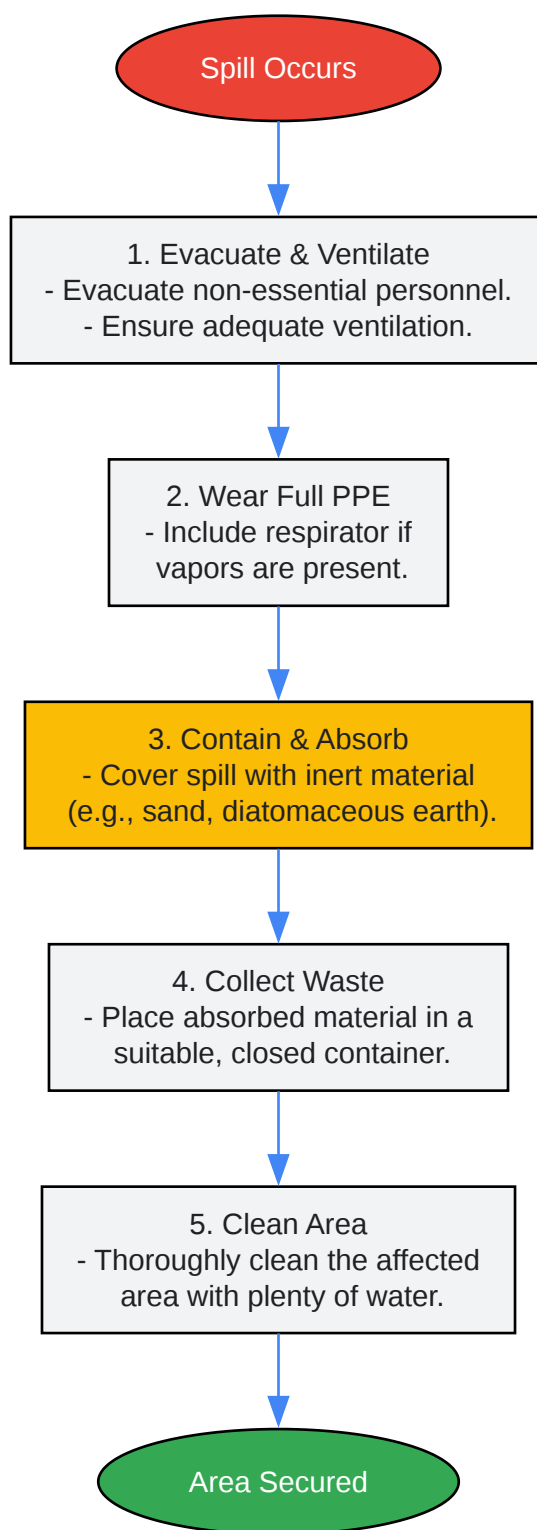 Spill Occurs
1. Evacuate & Ventilate
- Evacuate non-essential personnel.
- Ensure adequate ventilation.
2. Wear Full PPE
- Include respirator if
vapors are present.
3. Contain & Absorb
- Cover spill with inert material
(e.g., sand, diatomaceous earth).
4. Collect Waste
- Place absorbed material in a
suitable, closed container.
5. Clean Area
- Thoroughly clean the affected
area with plenty of water.
Area Secured